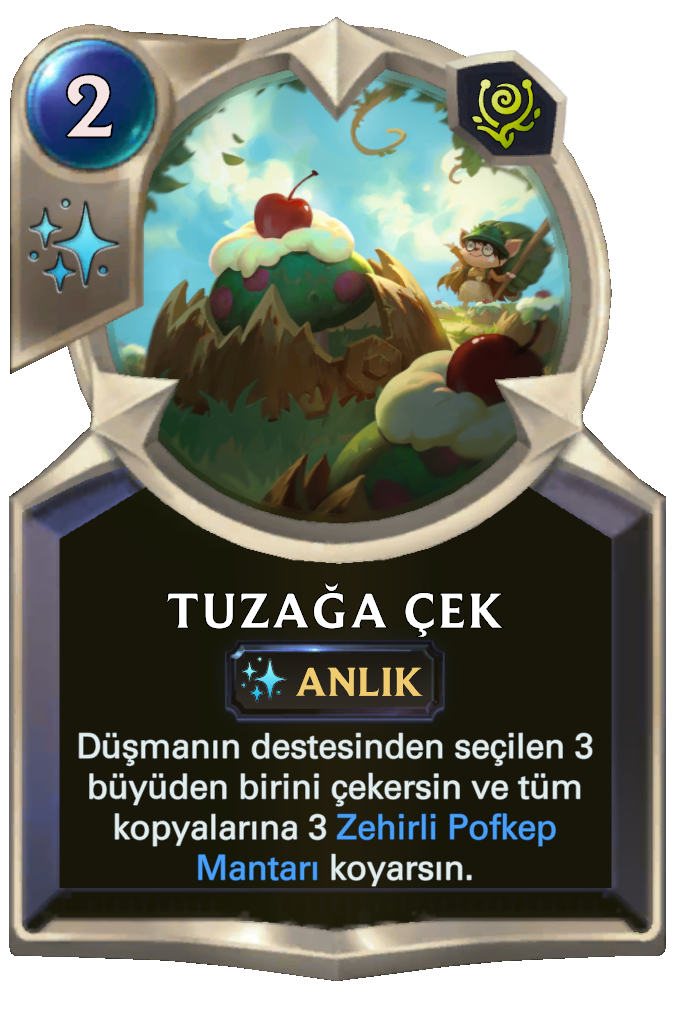 2
TUZAĞA ÇEK
ANLIK
Düşmanın destesinden seçilen 3
büyüden birini çekersin ve tüm
kopyalarına 3 Zehirli Pofkep
Mantarı koyarsın.